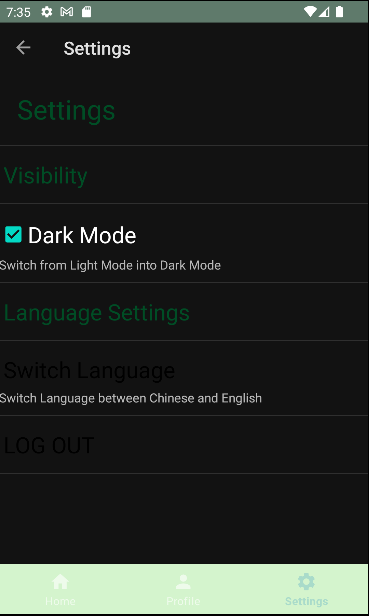 7:35
Settings
Settings
Visibility
Dark Mode
Switch from Light Mode into Dark Mode
Language Settings
Switch Language
Switch Language between Chinese and English
LOG OUT
Home
Profile
Settings